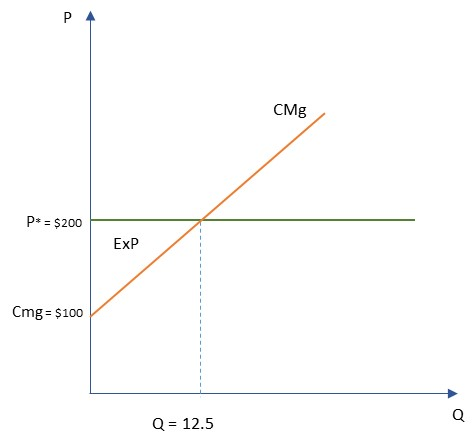 P
CMg
P* = $200
ExP
Cmg = $100
Q
Q = 12.5